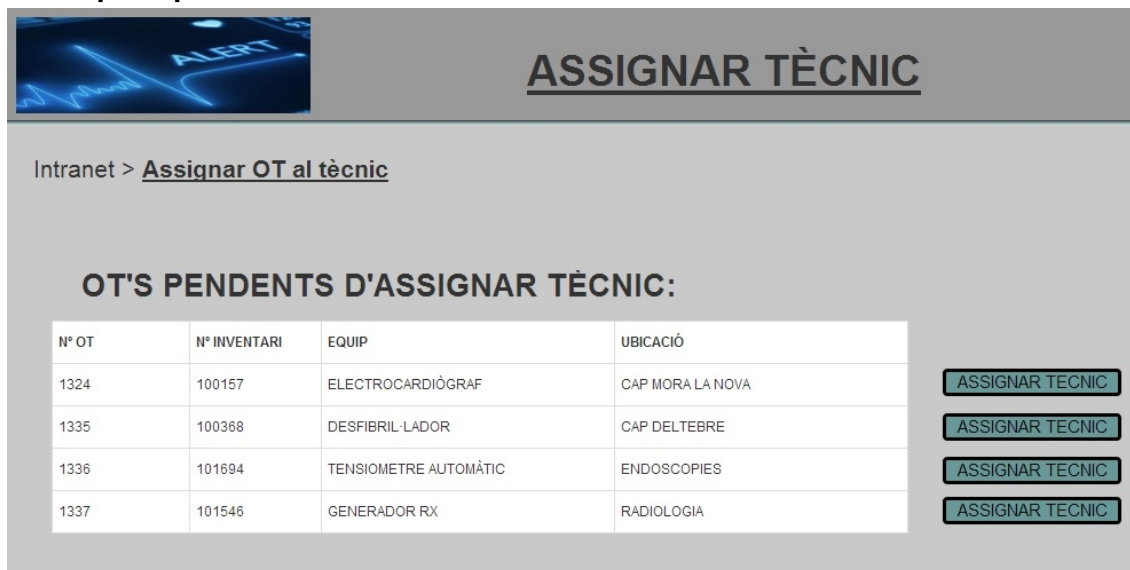 ALERT
ASSIGNAR TÈCNIC
Intranet > Assignar OT al tècnic
OT'S PENDENTS D'ASSIGNAR TÈCNIC:
Nº OT Nº INVENTARI EQUIP UBICACIÓ
1324 100157 ELECTROCARDIÒGRAF CAP MORA LA NOVA ASSIGNAR TECNIC
1335 100368 DESFIBRIL·LADOR CAP DELTEBRE ASSIGNAR TECNIC
1336 101694 TENSIOMETRE AUTOMÀTIC ENDOSCOPIES ASSIGNAR TECNIC
1337 101546 GENERADOR RX RADIOLOGIA ASSIGNAR TECNIC